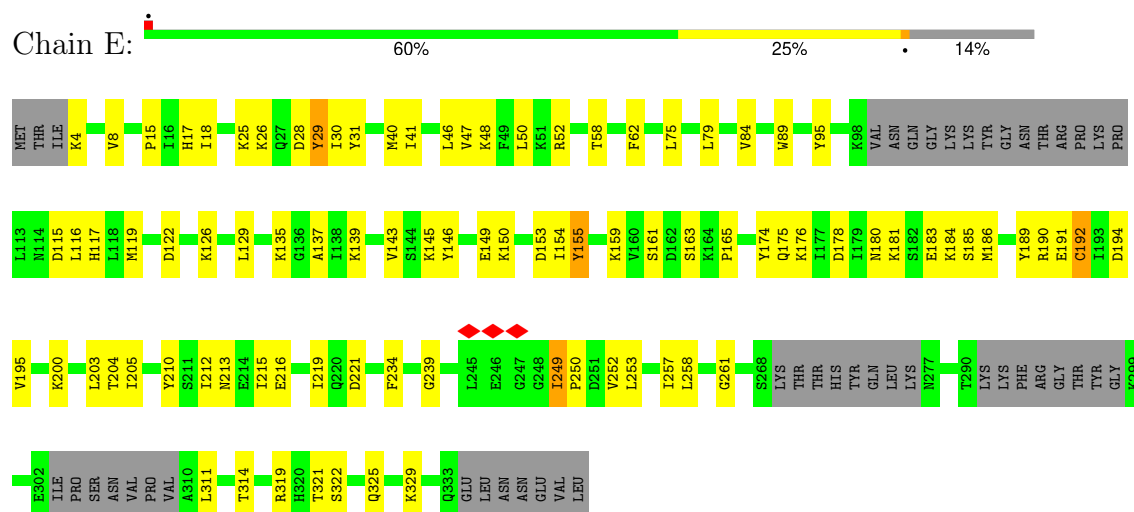 Chain E:
60% 25% • 14%
MET THR ILE K4 V8 P15 I16 H17 I18 K25 K26 Q27 D28 Y29 I30 Y31 M40 I41 L46 V47 K48 F49 L50 K51 R52 T58 F62 L75 L79 V84 W89 Y95 K98 VAL ASN GLN GLY LYS LYS TYR GLY ASN THR ARG PRO LYS PRO
L113 N114 D115 L116 H117 L118 M119 D122 K126 L129 K135 G136 A137 I138 K139 V143 S144 K145 Y146 E149 K150 D153 I154 Y155 K159 V160 S161 D162 S163 K164 P165 Y174 Q175 K176 I177 D178 I179 N180 K181 S182 E183 K184 S185 M186 Y189 R190 E191 C192 I193 D194
V195 K200 L203 T204 I205 Y210 S211 I212 N213 E214 I215 E216 I219 Q220 D221 F234 G239 L245 E246 G247 G248 I249 P250 D251 V252 L253 I257 L258 G261 S268 LYS THR THR HIS TYR GLN LEU LYS N277 T290 LYS LYS PHE ARG GLY THR TYR GLY K299
E302 ILE PRO SER ASN VAL PRO VAL A310 L311 T314 R319 H320 T321 S322 Q325 K329 Q333 GLU LEU ASN ASN GLU VAL LEU